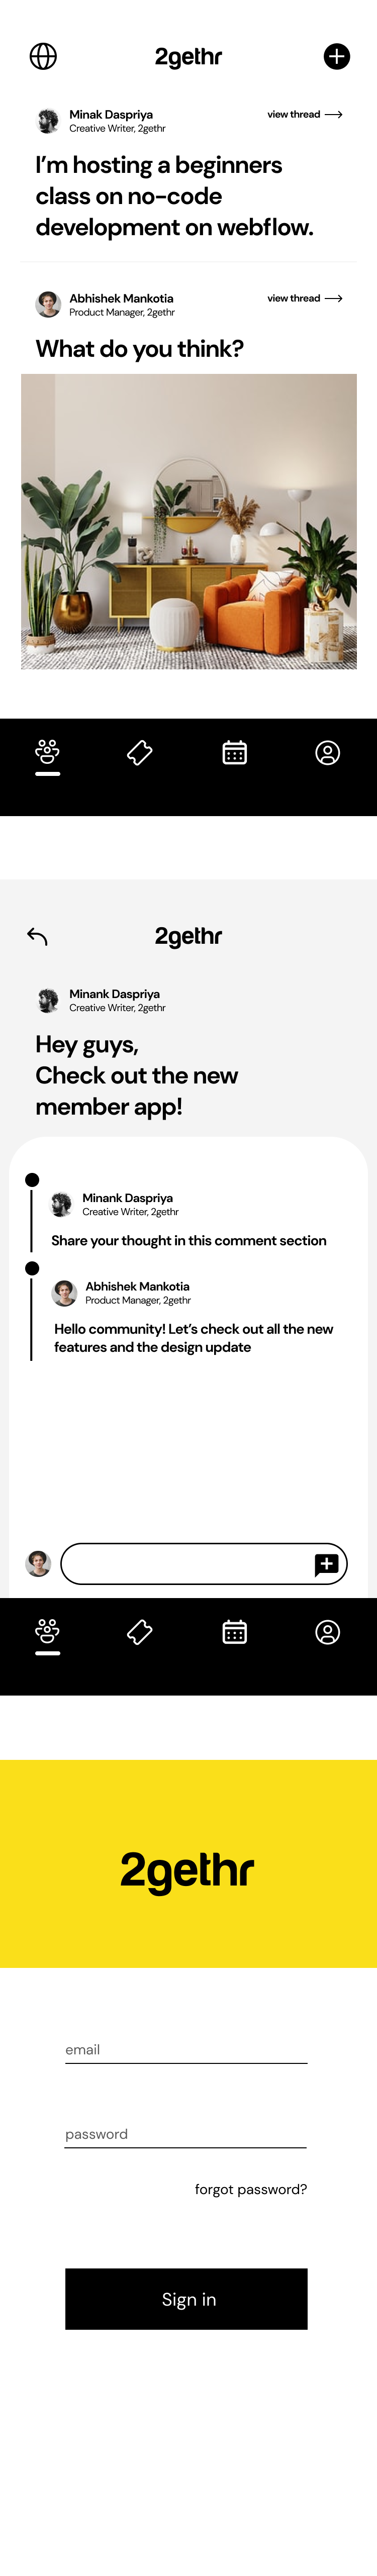 2gethr
Minak Daspriya
Creative Writer, 2gethr
view thread
I'm hosting a beginners
class on no-code
development on webflow.
Abhishek Mankotia
Product Manager, 2gethr
view thread
What do you think?
2gethr
Minank Daspriya
Creative Writer, 2gethr
Hey guys,
Check out the new
member app!
Minank Daspriya
Creative Writer, 2gethr
Share your thought in this comment section
Abhishek Mankotia
Product Manager, 2gethr
Hello community! Let's check out all the new
features and the design update
2gethr
email
password
forgot password?
Sign in